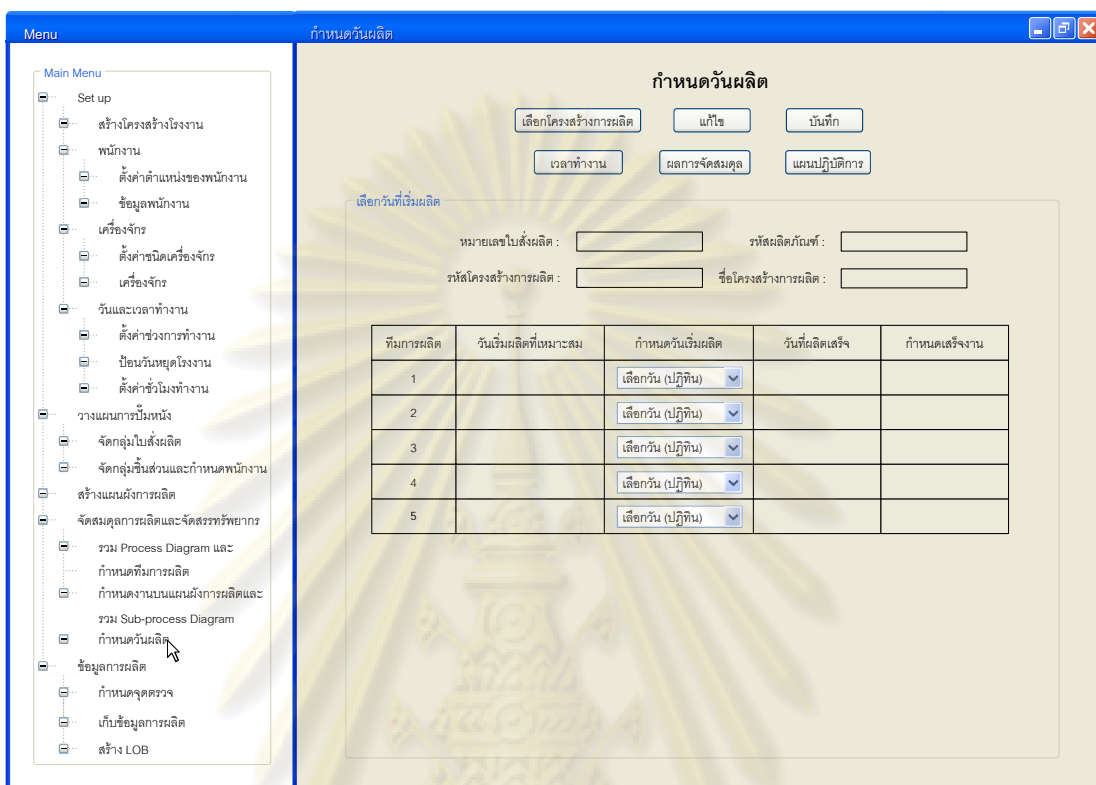 Menu
กำหนดวันผลิต
Main Menu
Set up
สร้างโครงสร้างโรงงาน
พนักงาน
ตั้งค่าตำแหน่งของพนักงาน
ข้อมูลพนักงาน
เครื่องจักร
ตั้งค่าชนิดเครื่องจักร
เครื่องจักร
วันและเวลาทำงาน
ตั้งค่าช่วงการทำงาน
ป้อนวันหยุดโรงงาน
ตั้งค่าชั่วโมงทำงาน
วางแผนการปั๊มหนัง
จัดกลุ่มใบสั่งผลิต
จัดกลุ่มชิ้นส่วนและกำหนดพนักงาน
สร้างแผนผังการผลิต
จัดสมดุลการผลิตและจัดสรรทรัพยากร
รวม Process Diagram และ
กำหนดทีมการผลิต
กำหนดงานบนแผนผังการผลิตและ
รวม Sub-process Diagram
กำหนดวันผลิต
ข้อมูลการผลิต
กำหนดจุดตรวจ
เก็บข้อมูลการผลิต
สร้าง LOB
กำหนดวันผลิต
เลือกโครงสร้างการผลิต แก้ไข บันทึก
เวลาทำงาน ผลการจัดสมดุล แผนปฏิบัติการ
เลือกวันที่เริ่มผลิต
หมายเลขใบสั่งผลิต : รหัสผลิตภัณฑ์ :
รหัสโครงสร้างการผลิต : ชื่อโครงสร้างการผลิต :
ทีมการผลิต วันเริ่มผลิตที่เหมาะสม กำหนดวันเริ่มผลิต วันที่ผลิตเสร็จ กำหนดเสร็จงาน
1 เลือกวัน (ปฎิทิน)
2 เลือกวัน (ปฎิทิน)
3 เลือกวัน (ปฎิทิน)
4 เลือกวัน (ปฎิทิน)
5 เลือกวัน (ปฎิทิน)